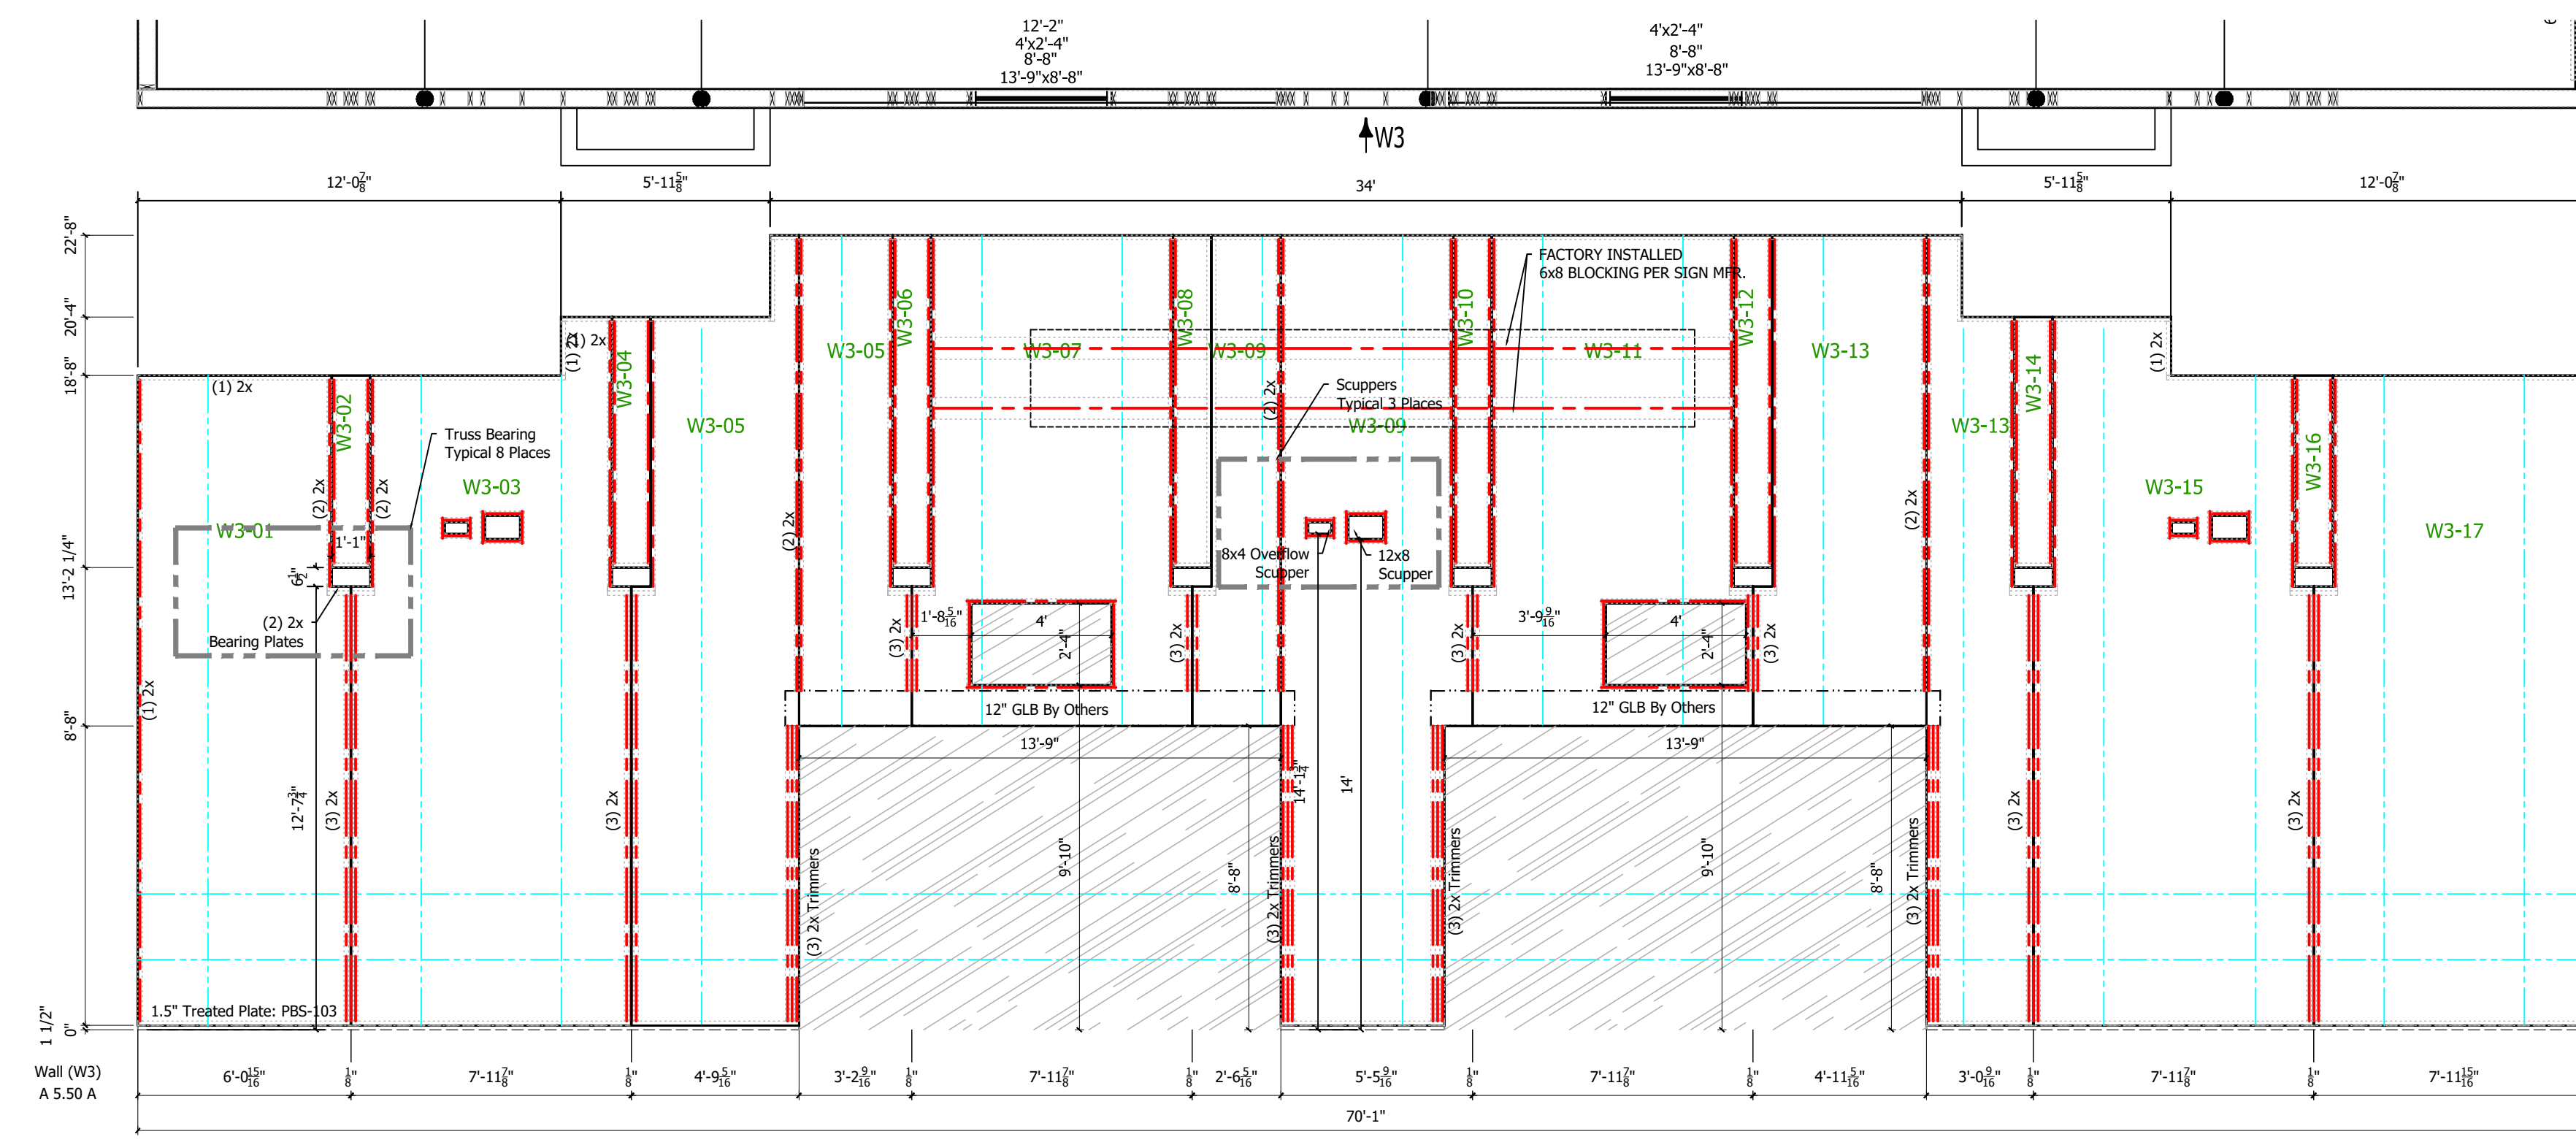 12'-2"
4'x2'-4"
8'-8"
13'-9"x8'-8"
4'x2'-4"
8'-8"
13'-9"x8'-8"
W3
12'-0 7/8"
5'-11 5/8"
34'
5'-11 5/8"
12'-0 7/8"
22'-8"
20'-4"
18'-8"
13'-2 1/4"
8'-8"
1 1/2"
0"
FACTORY INSTALLED
6x8 BLOCKING PER SIGN MFR.
(1) 2x
(1) 2x
(1) 2x
(1) 2x
W3-01
W3-02
W3-03
W3-04
W3-05
W3-05
W3-06
W3-07
W3-08
W3-09
W3-09
W3-10
W3-11
W3-12
W3-13
W3-13
W3-14
W3-15
W3-16
W3-17
Truss Bearing
Typical 8 Places
Scuppers
Typical 3 Places
(2) 2x
(2) 2x
(2) 2x
(2) 2x
(2) 2x
1'-1"
6 1/2"
(2) 2x
Bearing Plates
8x4 Overflow
Scupper
12x8
Scupper
1'-8 5/16"
4'
2'-4"
3'-9 9/16"
4'
2'-4"
(3) 2x
(3) 2x
(3) 2x
(3) 2x
12" GLB By Others
12" GLB By Others
13'-9"
13'-9"
(1) 2x
12'-7 3/4"
(3) 2x
(3) 2x
(3) 2x Trimmers
9'-10"
8'-8"
(3) 2x Trimmers
14'-1 3/4"
14'
(3) 2x Trimmers
9'-10"
8'-8"
(3) 2x Trimmers
(3) 2x
(3) 2x
1.5" Treated Plate: PBS-103
Wall (W3)
A 5.50 A
6'-0 15/16"
1/8"
7'-11 7/8"
1/8"
4'-9 5/16"
3'-2 9/16"
1/8"
7'-11 7/8"
1/8"
2'-6 5/16"
5'-5 9/16"
1/8"
7'-11 7/8"
1/8"
4'-11 5/16"
3'-0 9/16"
1/8"
7'-11 7/8"
1/8"
7'-11 15/16"
70'-1"